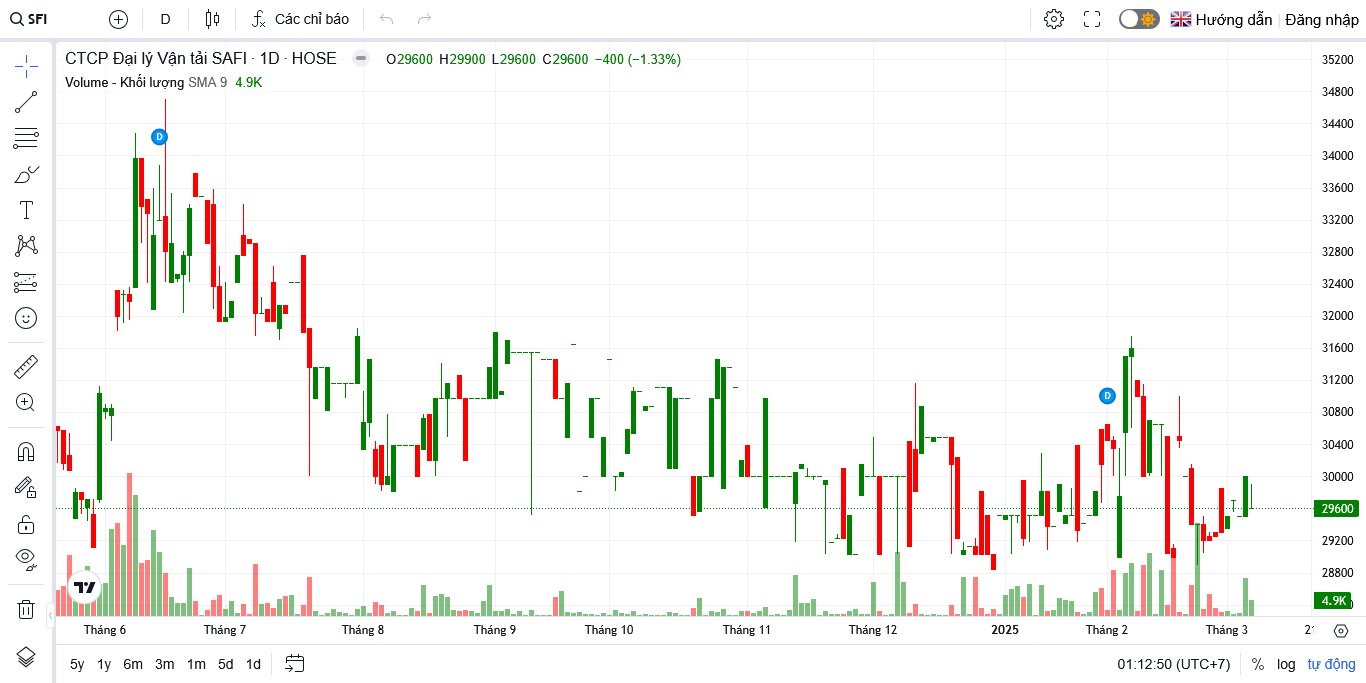 SFI D Các chỉ báo Hướng dẫn Đăng nhập
CTCP Đại lý Vận tải SAFI · 1D · HOSE O29600 H29900 L29600 C29600 −400 (−1.33%)
Volume - Khối lượng SMA 9 4.9K
35200
34800
34400
34000
33600
33200
32800
32400
32000
31600
31200
30800
30400
30000
29600
29200
28800
4.9K
D
D
Tháng 6 Tháng 7 Tháng 8 Tháng 9 Tháng 10 Tháng 11 Tháng 12 2025 Tháng 2 Tháng 3
5y 1y 6m 3m 1m 5d 1d 01:12:50 (UTC+7) % log tự động